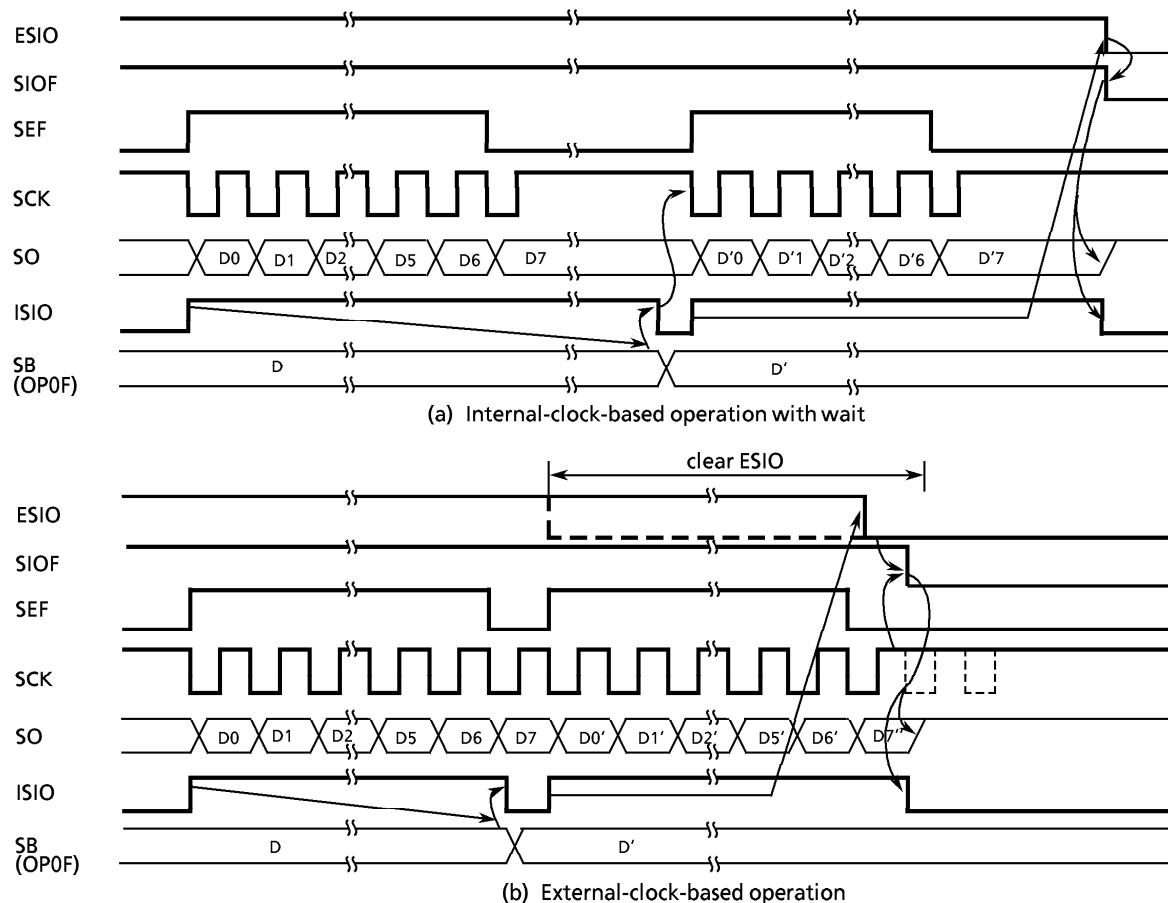 ESIO
SIOF
SEF
SCK
SO D0 D1 D2 D5 D6 D7 D'0 D'1 D'2 D'6 D'7
ISIO
SB D D'
(OP0F)
(a) Internal-clock-based operation with wait
clear ESIO
ESIO
SIOF
SEF
SCK
SO D0 D1 D2 D5 D6 D7 D0' D1' D2' D5' D6' D7'
ISIO
SB D D'
(OP0F)
(b) External-clock-based operation